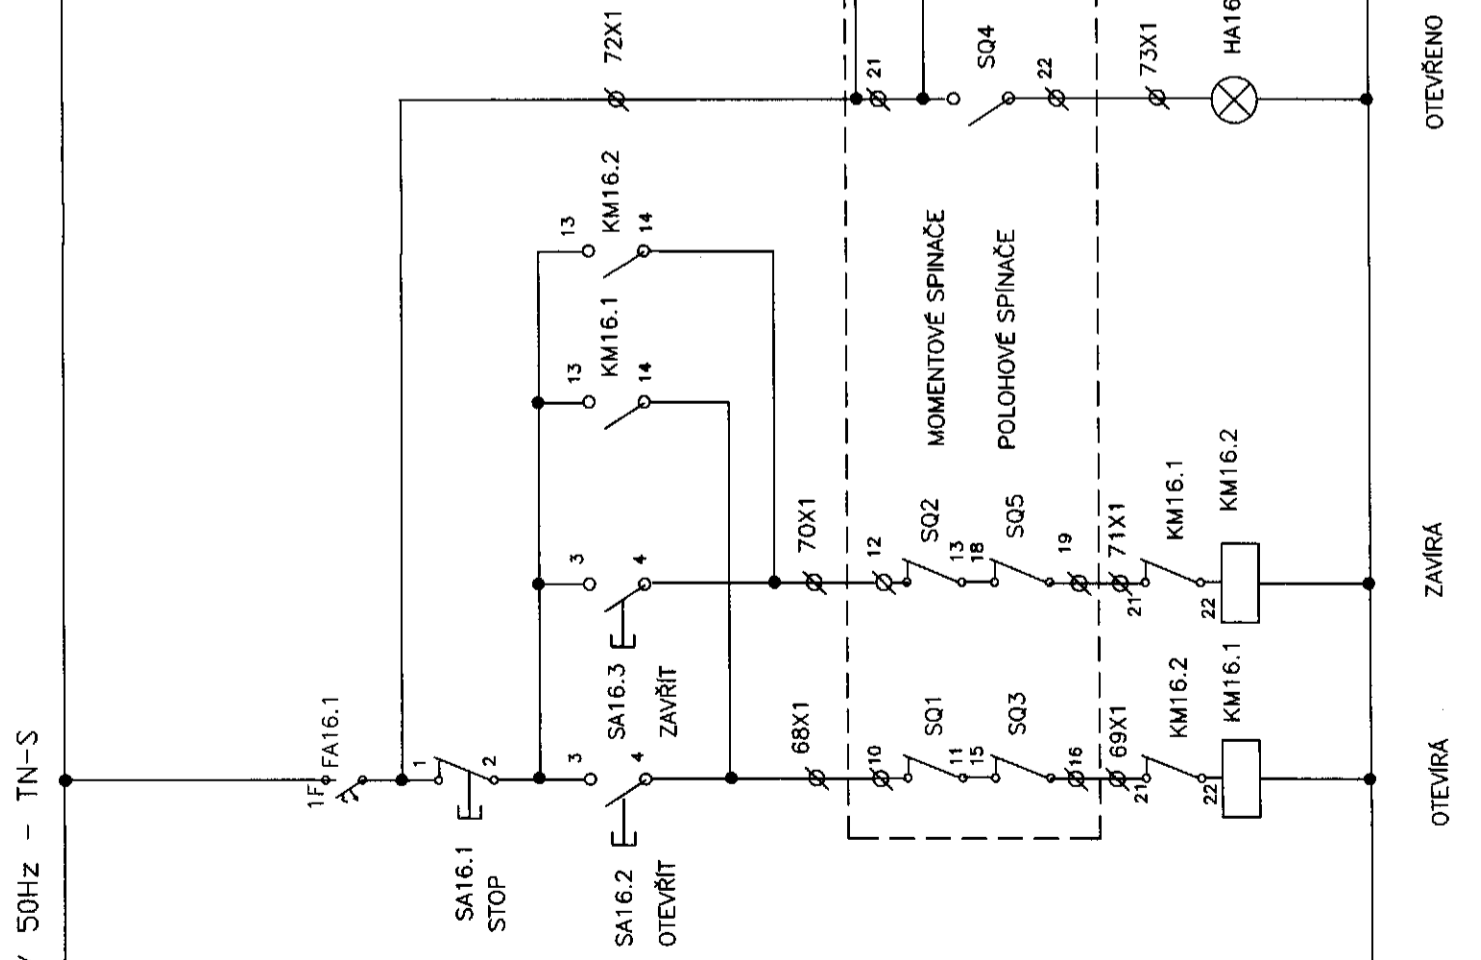 50Hz – TN–S
1F
FA16.1
1
2
SA16.1
STOP
3
4
SA16.2
OTEVŘÍT
68X1
10
SQ1
11
15
SQ3
16
69X1
21
22
KM16.2
KM16.1
OTEVÍRÁ
3
4
SA16.3
ZAVŘÍT
70X1
12
SQ2
13
18
SQ5
19
71X1
21
22
KM16.1
KM16.2
ZAVÍRÁ
13
KM16.1
14
13
KM16.2
14
MOMENTOVÉ SPINAČE
POLOHOVÉ SPÍNAČE
72X1
21
SQ4
22
73X1
HA16
OTEVŘENO